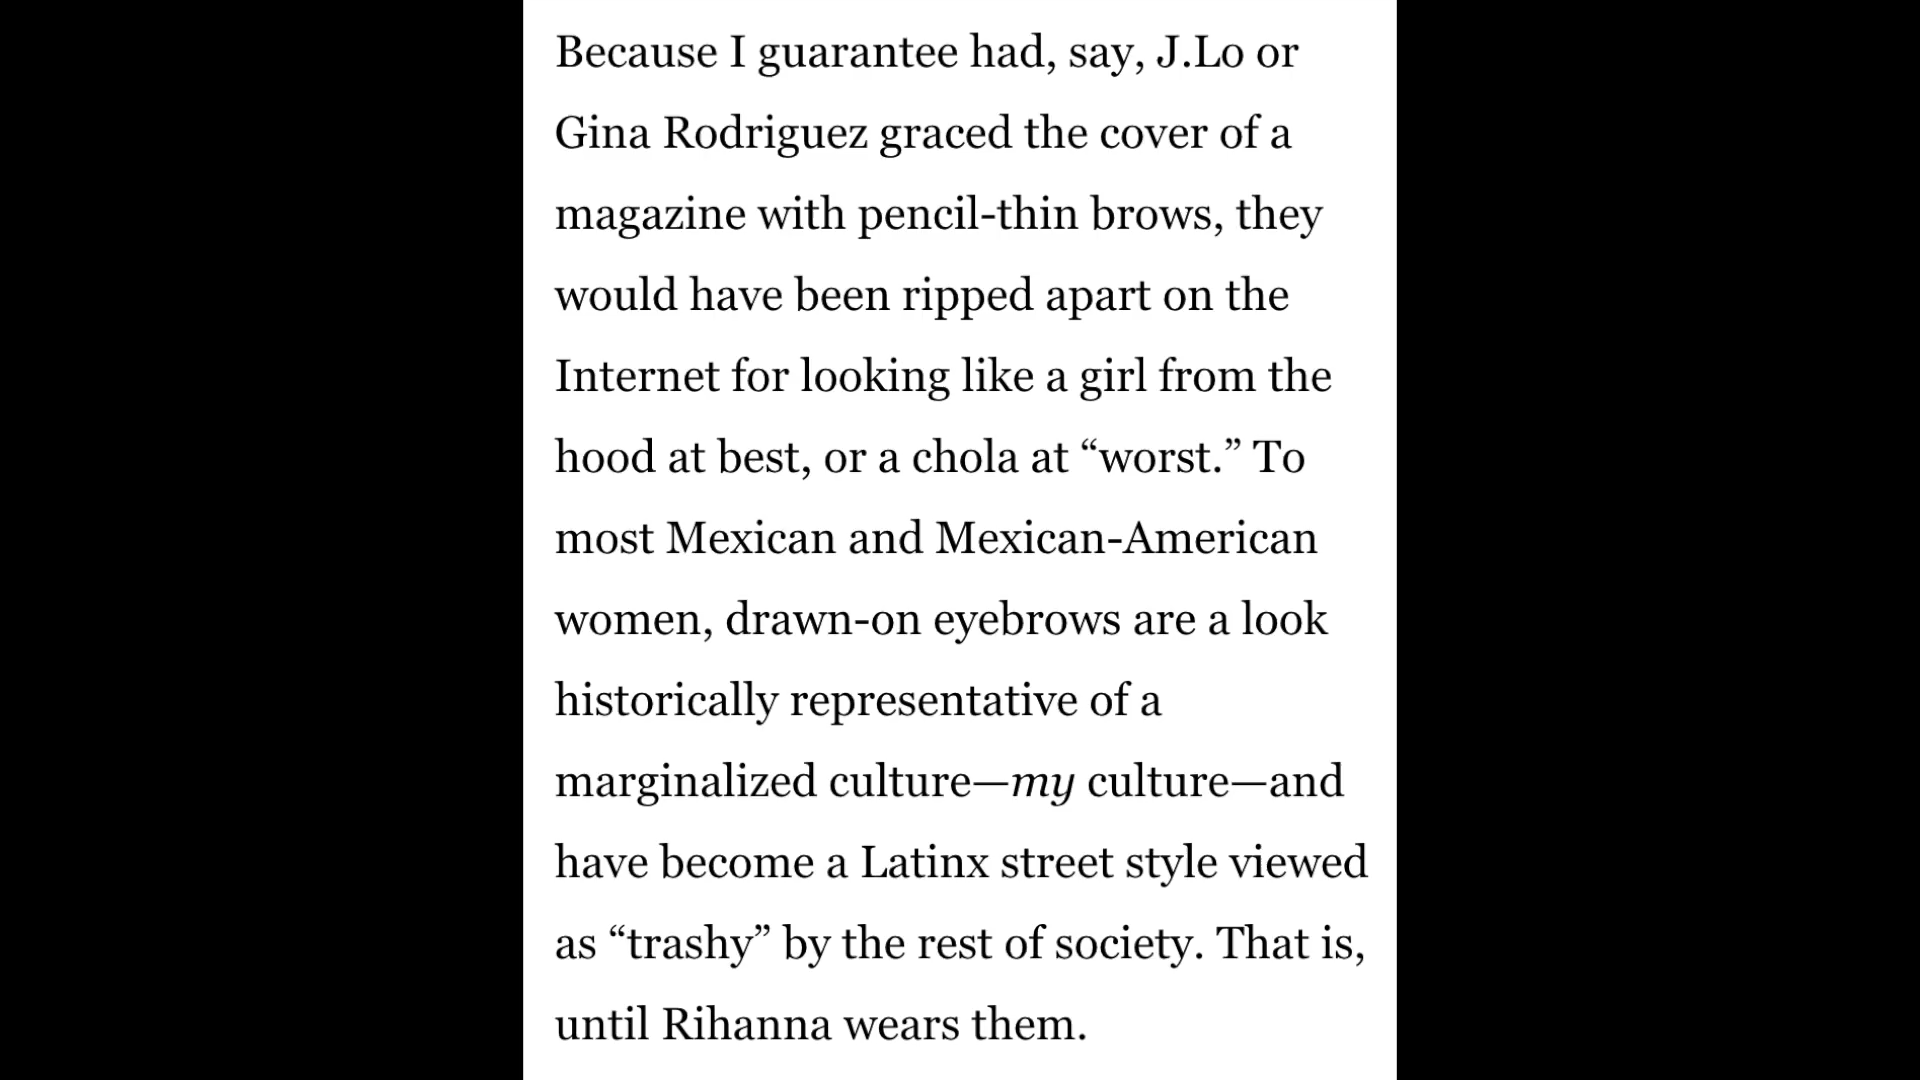 Because I guarantee had, say, J.Lo or
Gina Rodriguez graced the cover of a
magazine with pencil-thin brows, they
would have been ripped apart on the
Internet for looking like a girl from the
hood at best, or a chola at “worst.” To
most Mexican and Mexican-American
women, drawn-on eyebrows are a look
historically representative of a
marginalized culture—my culture—and
have become a Latinx street style viewed
as “trashy” by the rest of society. That is,
until Rihanna wears them.